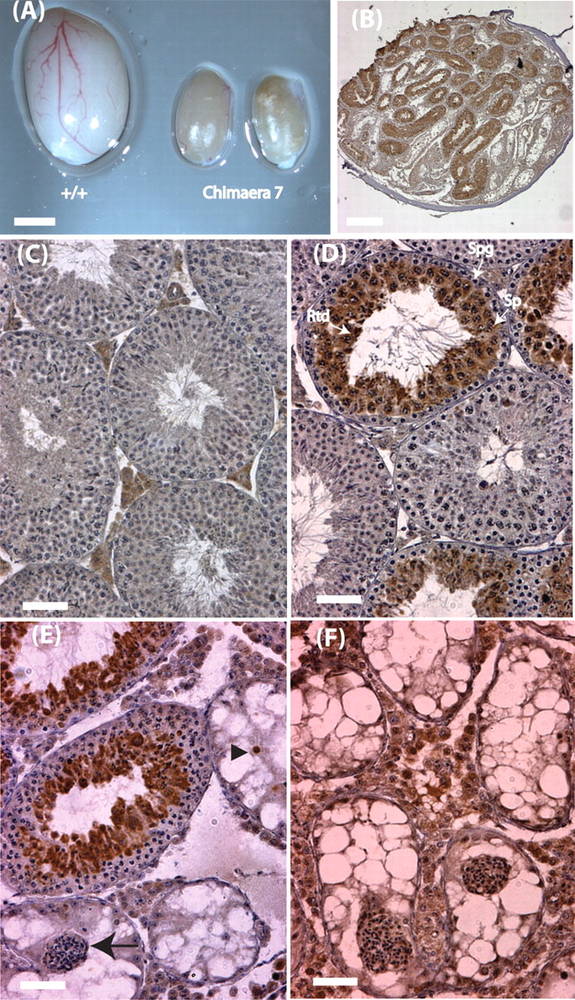 (A)
+/+
Chimaera 7
(B)
(C)
(D)
Spg
Sp
Rtd
(E)
(F)